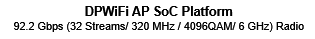 DPWiFi AP SoC Platform
92.2 Gbps (32 Streams/ 320 MHz / 4096QAM/ 6 GHz) Radio